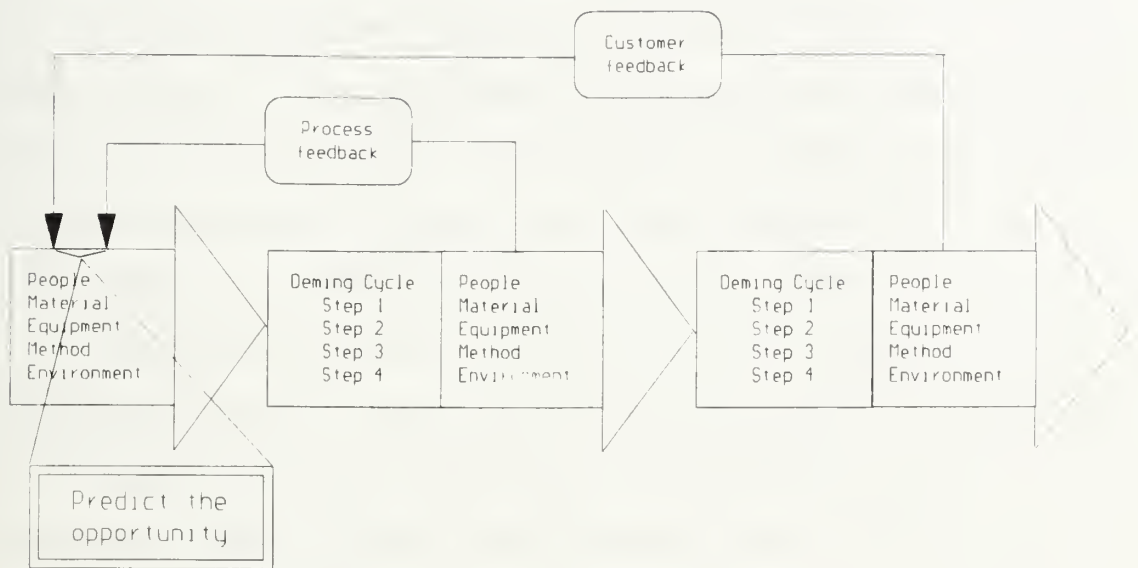 Customer
feedback
Process
feedback
People
Material
Equipment
Method
Environment
Deming Cycle
Step 1
Step 2
Step 3
Step 4
People
Material
Equipment
Method
Environment
Deming Cycle
Step 1
Step 2
Step 3
Step 4
People
Material
Equipment
Method
Environment
Predict the
opportunity